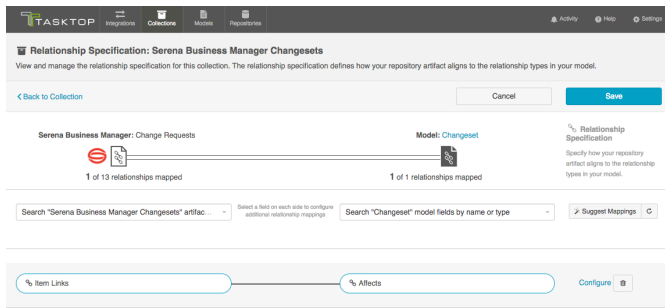 TASKTOP
Integrations
Collections
Models
Repositories
Activity
Help
Settings
Relationship Specification: Serena Business Manager Changesets
View and manage the relationship specification for this collection. The relationship specification defines how your repository artifact aligns to the relationship types in your model.
Back to Collection
Cancel
Save
Serena Business Manager: Change Requests
Model: Changeset
1 of 13 relationships mapped
1 of 1 relationships mapped
Relationship
Specification
Specify how your repository
artifact aligns to the relationship
types in your model.
Search "Serena Business Manager Changesets" artifac...
Select a field on each side to configure
additional relationship mappings
Search "Changeset" model fields by name or type
Suggest Mappings
Item Links
Affects
Configure